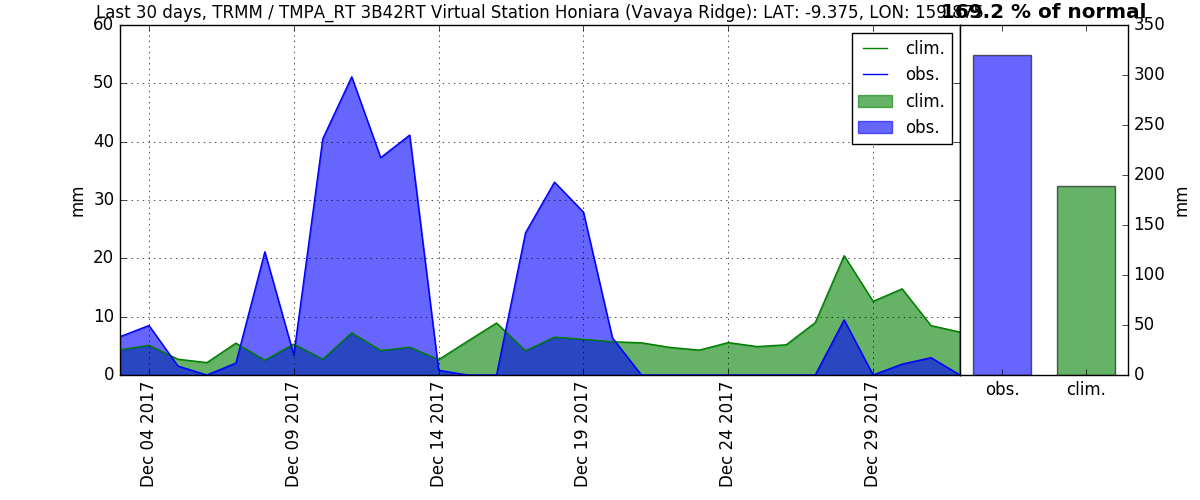 Last 30 days, TRMM / TMPA_RT 3B42RT Virtual Station Honiara (Vavaya Ridge): LAT: -9.375, LON:
169.2 % of normal
60
50
40
30
20
10
0
mm
clim.
obs.
clim.
obs.
350
300
250
200
150
100
50
0
mm
Dec 04 2017
Dec 09 2017
Dec 14 2017
Dec 19 2017
Dec 24 2017
Dec 29 2017
obs.
clim.